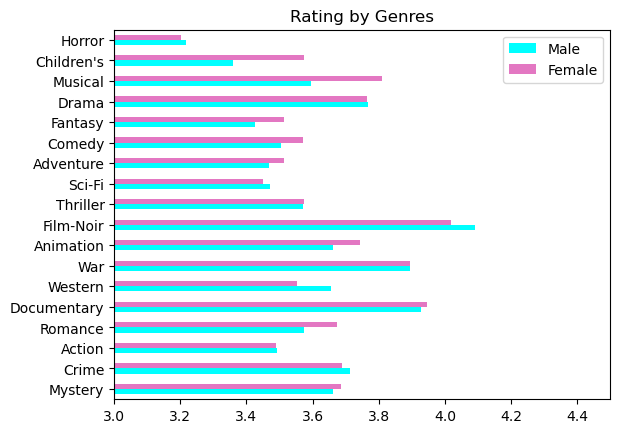 Rating by Genres
Male
Female
Horror
Children's
Musical
Drama
Fantasy
Comedy
Adventure
Sci-Fi
Thriller
Film-Noir
Animation
War
Western
Documentary
Romance
Action
Crime
Mystery
3.0 3.2 3.4 3.6 3.8 4.0 4.2 4.4